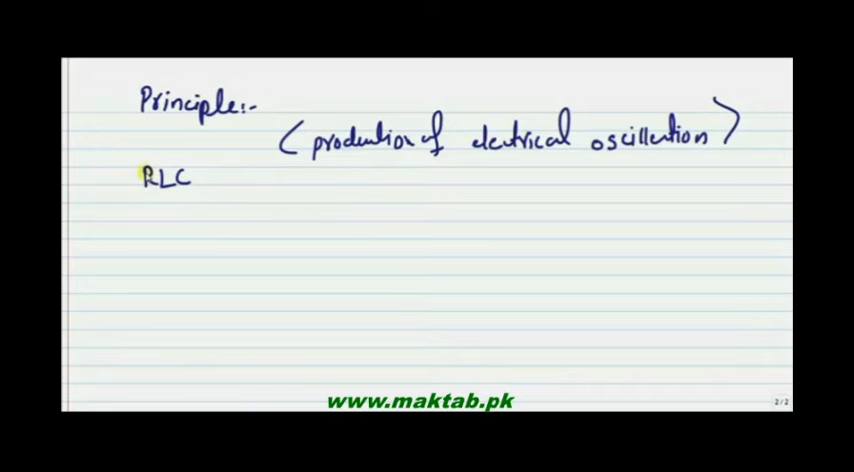 Principle:-
(production of electrical oscillation)
RLC
www.maktab.pk
2/2